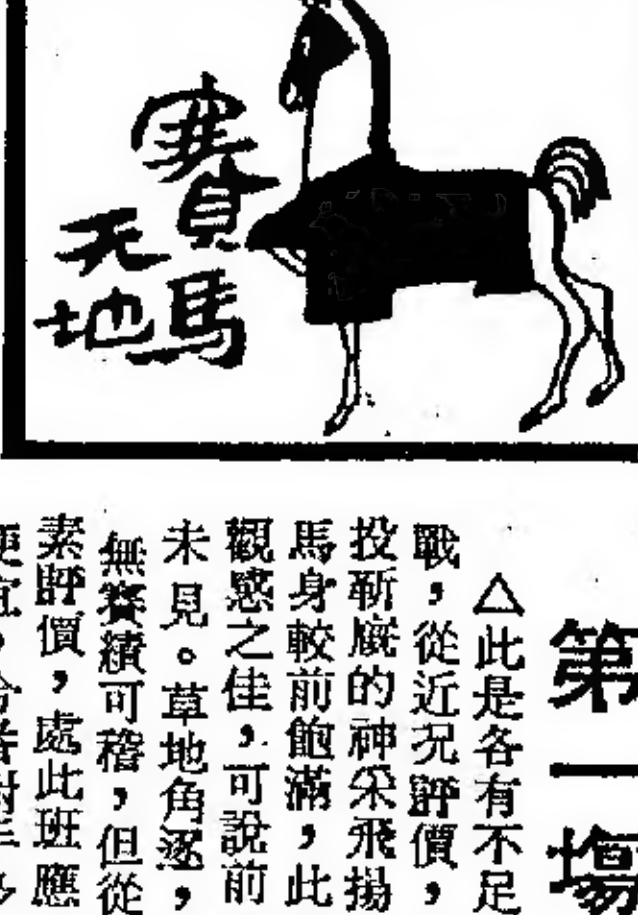 賽馬
天地
第一場
△此是各有不足
戰，從近況評價，
投新廐的神采飛揚
馬身較前飽滿，此
觀感之佳，可說前
未見。草地角逐，
無賽績可稽，但從
素評價，處此班應
便宜，